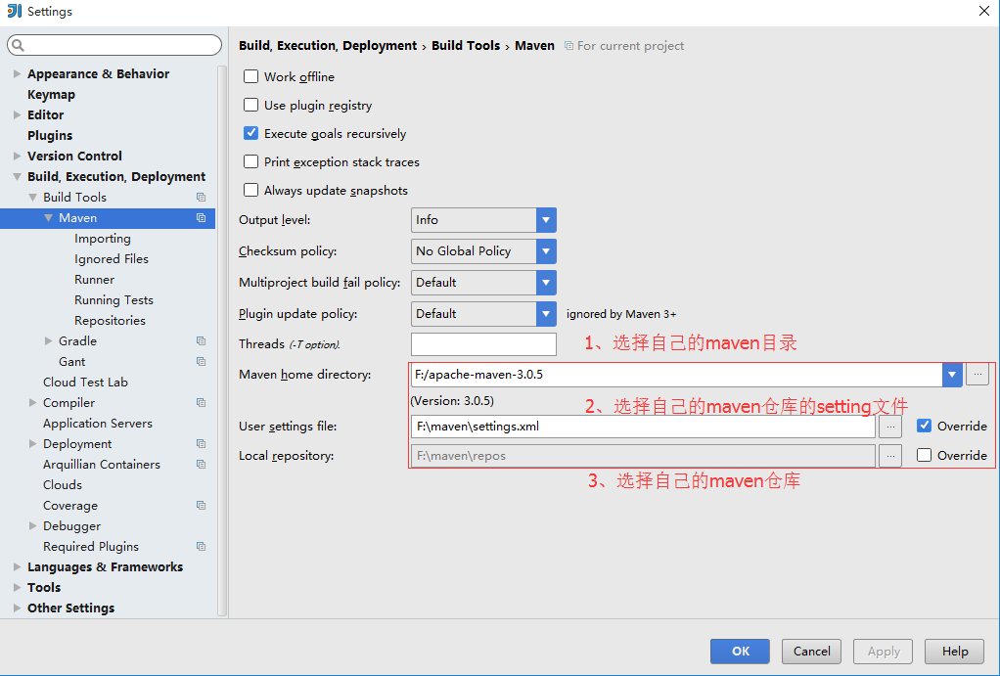 Settings
Build, Execution, Deployment › Build Tools › Maven For current project
Appearance & Behavior
Keymap
Editor
Plugins
Version Control
Build, Execution, Deployment
Build Tools
Maven
Importing
Ignored Files
Runner
Running Tests
Repositories
Gradle
Gant
Cloud Test Lab
Compiler
Application Servers
Deployment
Arquillian Containers
Clouds
Coverage
Debugger
Required Plugins
Languages & Frameworks
Tools
Other Settings
Work offline
Use plugin registry
Execute goals recursively
Print exception stack traces
Always update snapshots
Output level: Info
Checksum policy: No Global Policy
Multiproject build fail policy: Default
Plugin update policy: Default ignored by Maven 3+
Threads (-T option).
1、选择自己的maven目录
Maven home directory: F:/apache-maven-3.0.5 ...
(Version: 3.0.5)
2、选择自己的maven仓库的setting文件
User settings file: F:\maven\settings.xml ... Override
Local repository: F:\maven\repos ... Override
3、选择自己的maven仓库
OK Cancel Apply Help